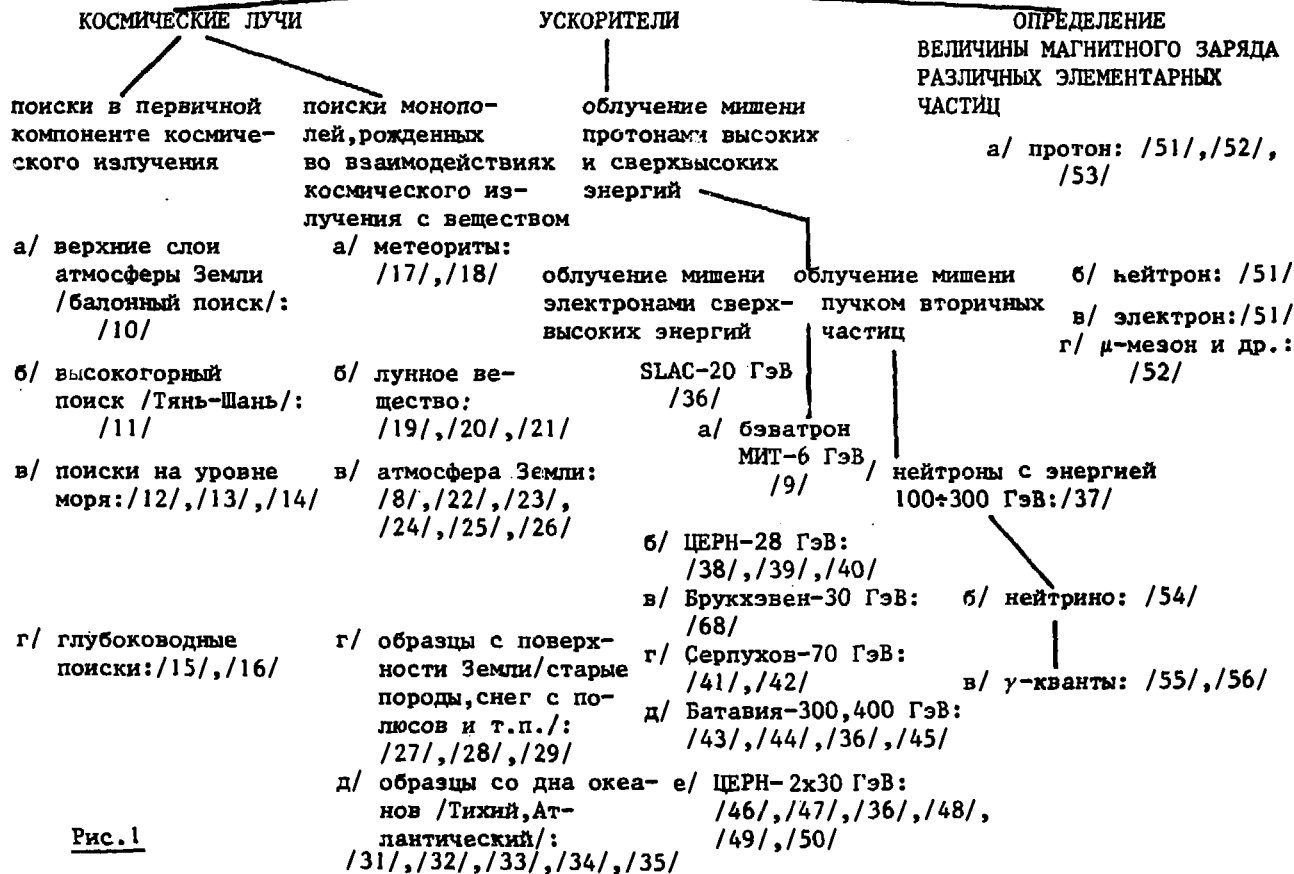 КОСМИЧЕСКИЕ ЛУЧИ
поиски в первичной
компоненте космиче-
ского излучения
а/ верхние слои
атмосферы Земли
/балонный поиск/:
/10/
б/ высокогорный
поиск /Тянь-Шань/:
/11/
в/ поиски на уровне
моря:/12/,/13/,/14/
г/ глубоководные
поиски:/15/,/16/
поиски монопо-
лей,рожденных
во взаимодействиях
космического из-
лучения с веществом
а/ метеориты:
/17/,/18/
б/ лунное ве-
щество:
/19/,/20/,/21/
в/ атмосфера Земли:
/8/,/22/,/23/,
/24/,/25/,/26/
г/ образцы с поверх-
ности Земли/старые
породы,снег с по-
люсов и т.п./:
/27/,/28/,/29/
д/ образцы со дна океа-
нов /Тихий,Ат-
лантический/:
/31/,/32/,/33/,/34/,/35/
УСКОРИТЕЛИ
облучение мишени
протонами высоких
и сверхвысоких
энергий
облучение мишени
электронами сверх-
высоких энергий
SLAC-20 ГэВ
/36/
а/ бэватрон
МИТ-6 ГэВ
/9/
б/ ЦЕРН-28 ГэВ:
/38/,/39/,/40/
в/ Брукхэвен-30 ГэВ:
/68/
г/ Серпухов-70 ГэВ:
/41/,/42/
д/ Батавия-300,400 ГэВ:
/43/,/44/,/36/,/45/
е/ ЦЕРН-2x30 ГэВ:
/46/,/47/,/36/,/48/,
/49/,/50/
облучение мишени
пучком вторичных
частиц
/ нейтроны с энергией
100÷300 ГэВ:/37/
б/ нейтрино: /54/
в/ γ-кванты: /55/,/56/
ОПРЕДЕЛЕНИЕ
ВЕЛИЧИНЫ МАГНИТНОГО ЗАРЯДА
РАЗЛИЧНЫХ ЭЛЕМЕНТАРНЫХ
ЧАСТИЦ
а/ протон: /51/,/52/,
/53/
б/ нейтрон: /51/
в/ электрон:/51/
г/ μ-мезон и др.:
/52/
Рис.1